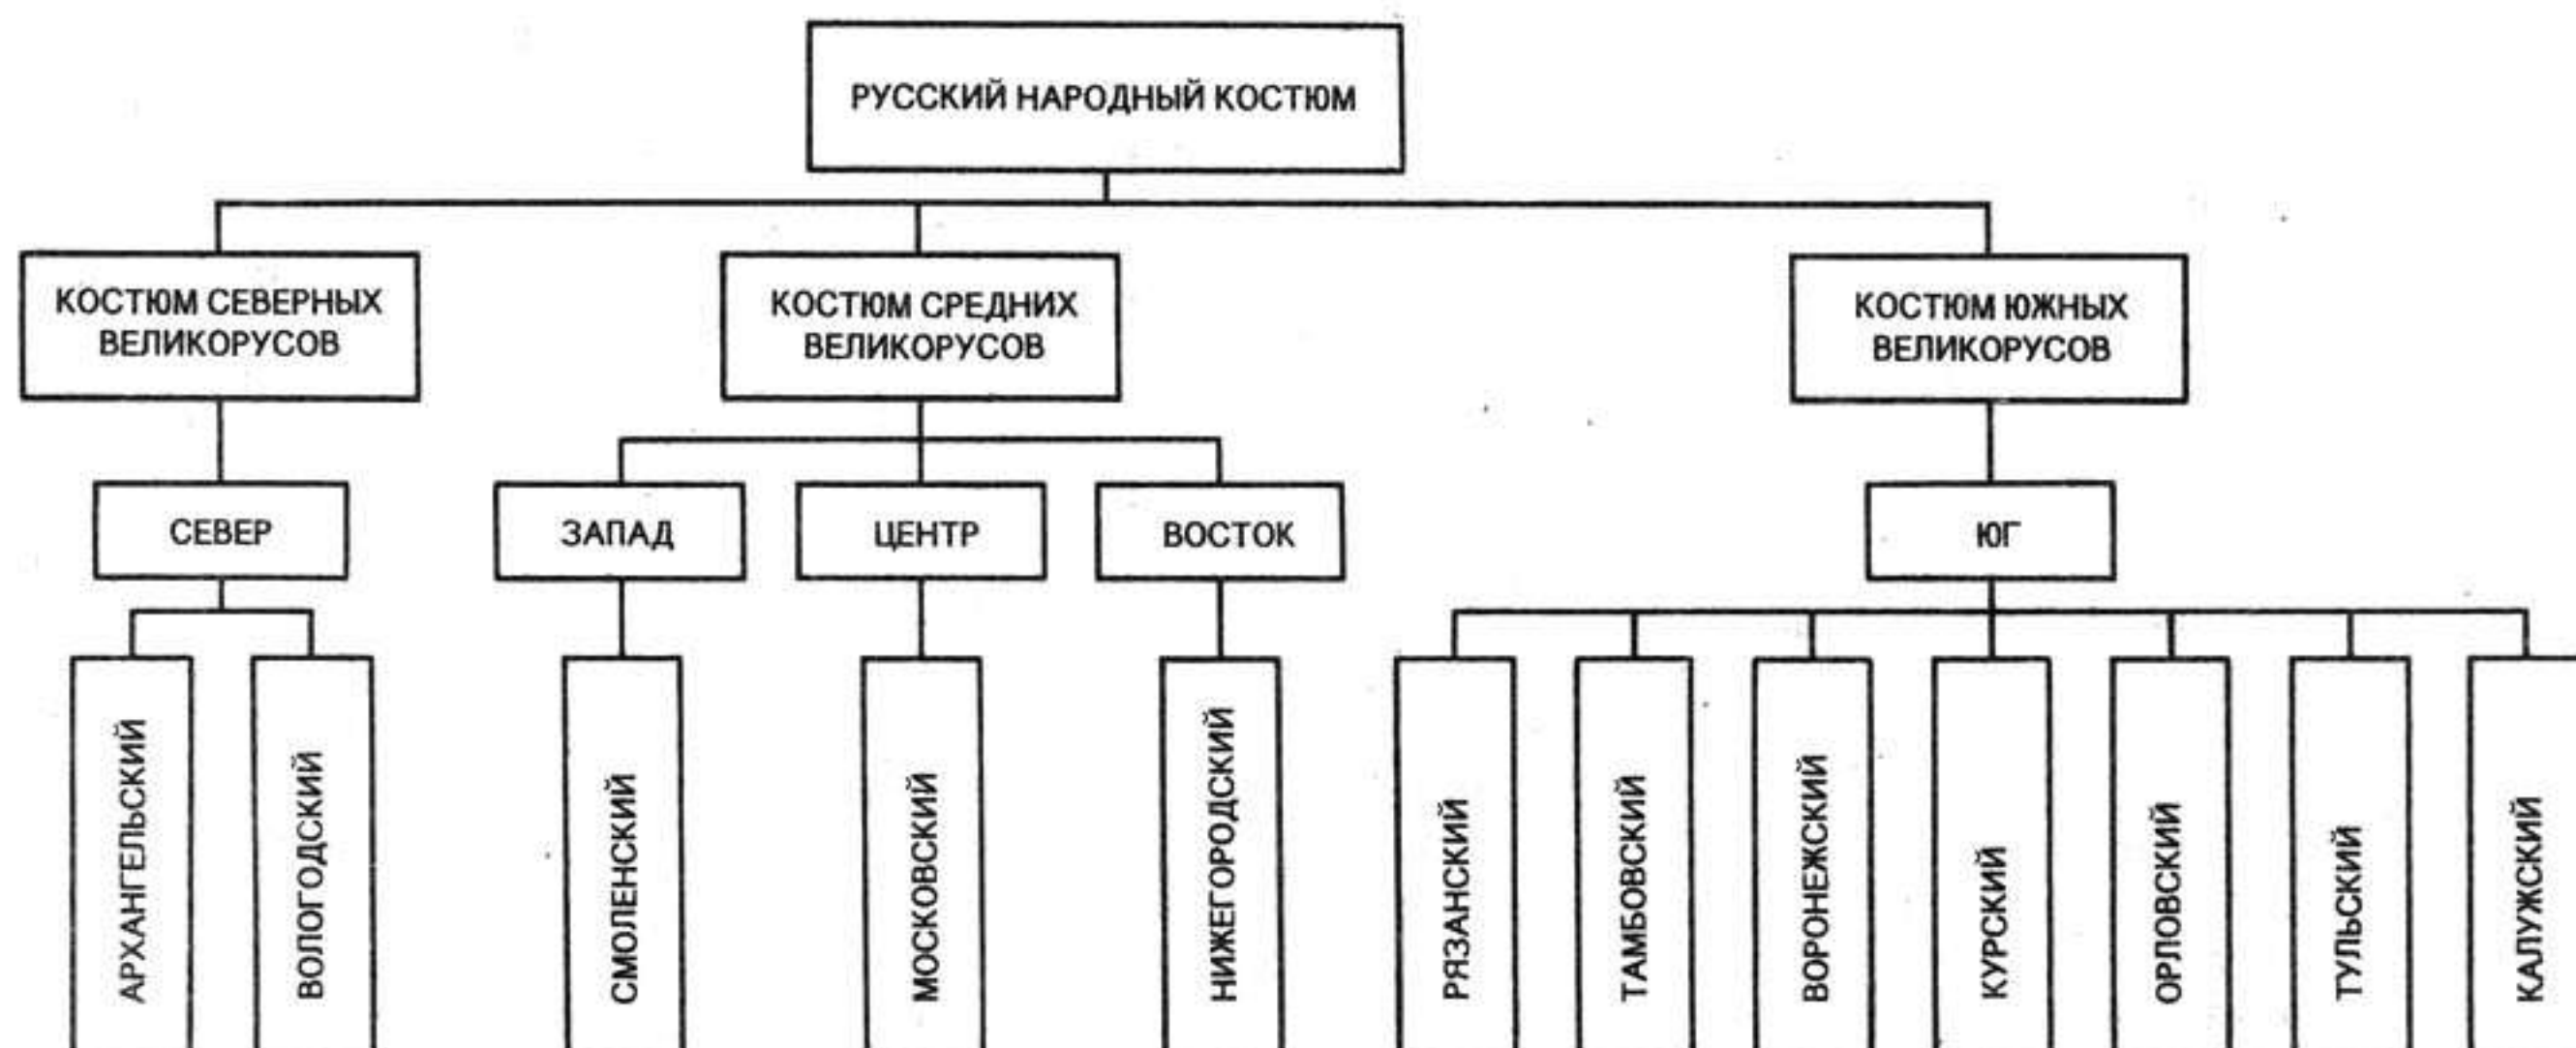 РУССКИЙ НАРОДНЫЙ КОСТЮМ
КОСТЮМ СЕВЕРНЫХ
ВЕЛИКОРУСОВ
КОСТЮМ СРЕДНИХ
ВЕЛИКОРУСОВ
КОСТЮМ ЮЖНЫХ
ВЕЛИКОРУСОВ
СЕВЕР
ЗАПАД
ЦЕНТР
ВОСТОК
ЮГ
АРХАНГЕЛЬСКИЙ
ВОЛОГОДСКИЙ
СМОЛЕНСКИЙ
МОСКОВСКИЙ
НИЖЕГОРОДСКИЙ
РЯЗАНСКИЙ
ТАМБОВСКИЙ
ВОРОНЕЖСКИЙ
КУРСКИЙ
ОРЛОВСКИЙ
ТУЛЬСКИЙ
КАЛУЖСКИЙ